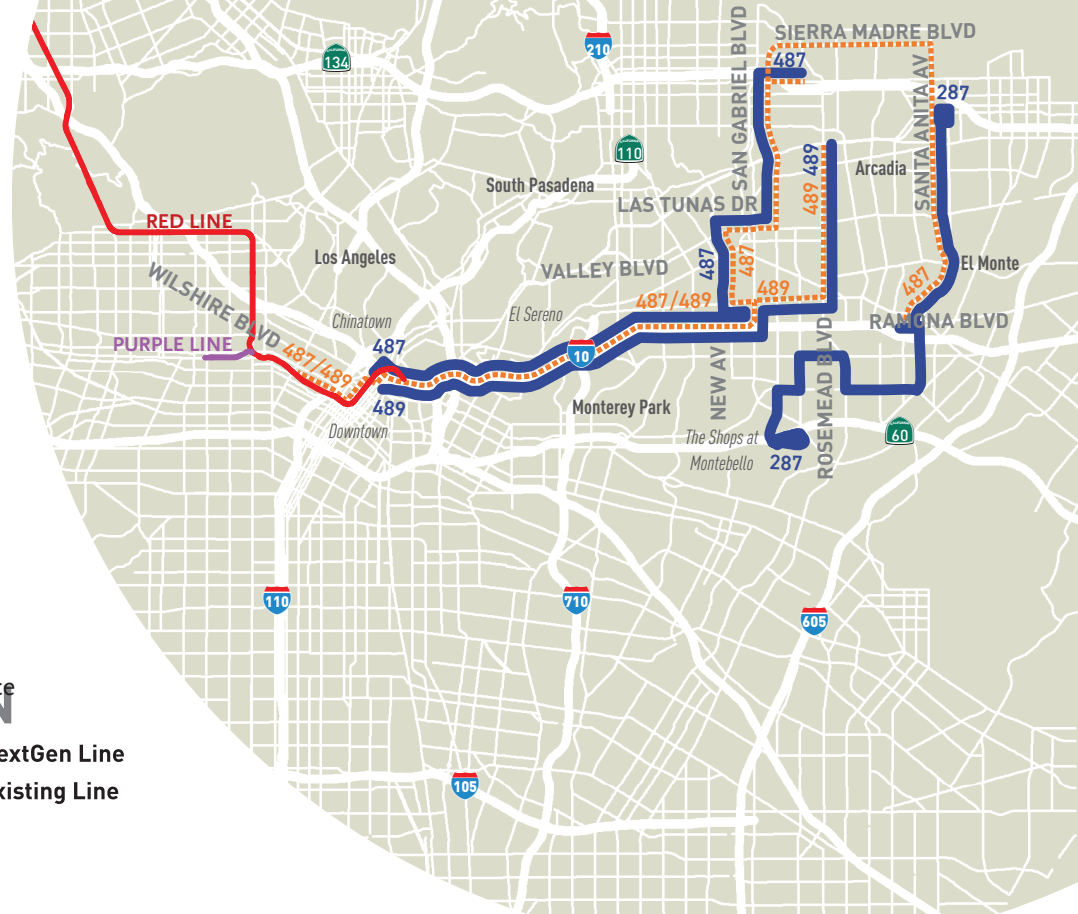 SIERRA MADRE BLVD
210
134
487
SAN GABRIEL BLVD
SANTA ANITA AV
287
110
489
Arcadia
South Pasadena
489
LAS TUNAS DR
RED LINE
Los Angeles
VALLEY BLVD
487
487
El Monte
487
WILSHIRE BLVD
489
487/489
El Sereno
Chinatown
RAMONA BLVD
PURPLE LINE
487/489
487
10
NEW AV
ROSEMEAD BLVD
489
Monterey Park
Downtown
The Shops at
Montebello
60
287
110
710
605
te
N
extGen Line
xisting Line
105